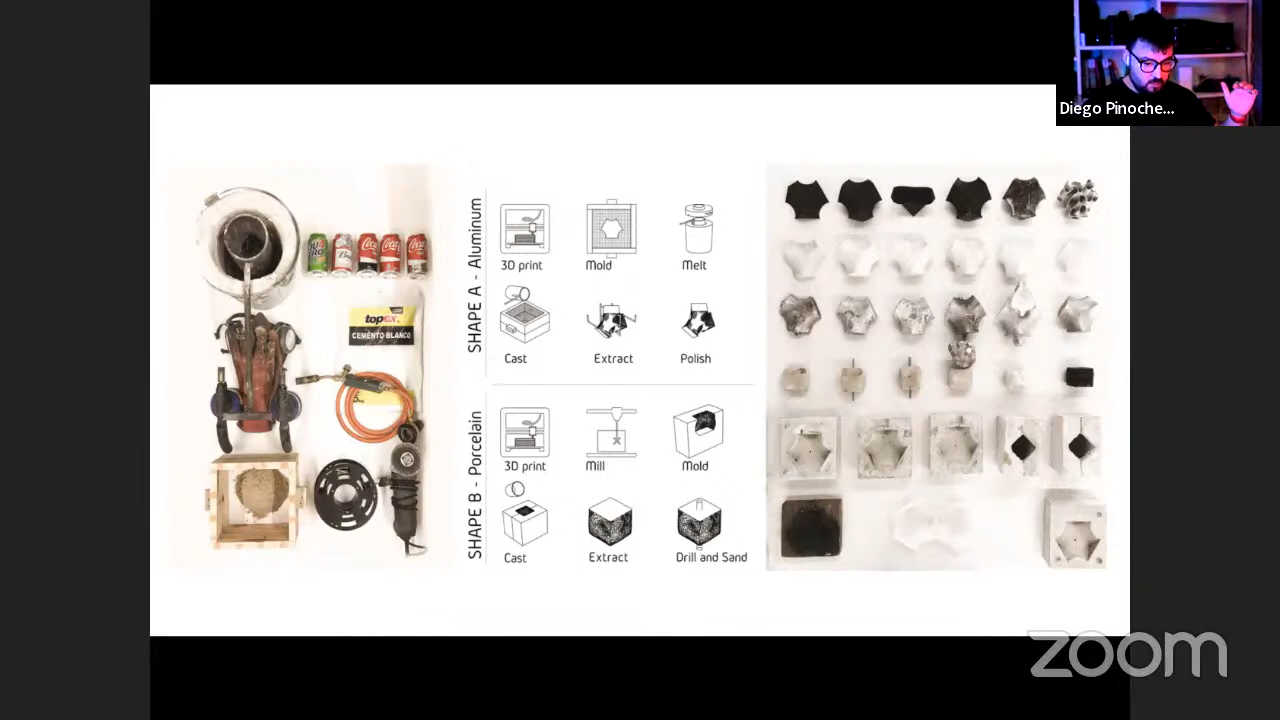 Diego Pinoche...
topex.
CEMENTO BLANCO
SHAPE A - Aluminum
3D print
Mold
Melt
Cast
Extract
Polish
SHAPE B - Porcelain
3D print
Mill
Mold
Cast
Extract
Drill and Sand
zoom